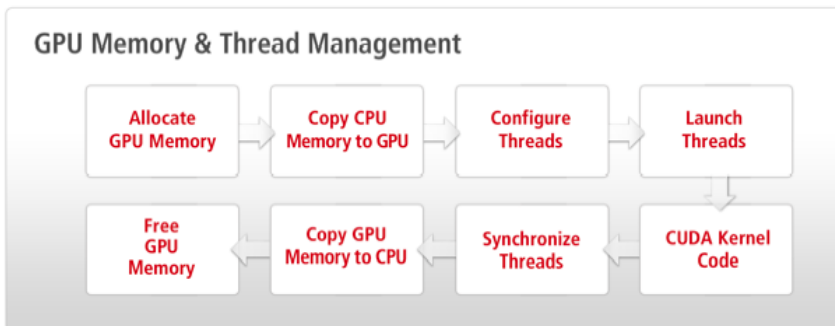 GPU Memory & Thread Management
Allocate
GPU Memory
Copy CPU
Memory to GPU
Configure
Threads
Launch
Threads
CUDA Kernel
Code
Synchronize
Threads
Copy GPU
Memory to CPU
Free
GPU
Memory